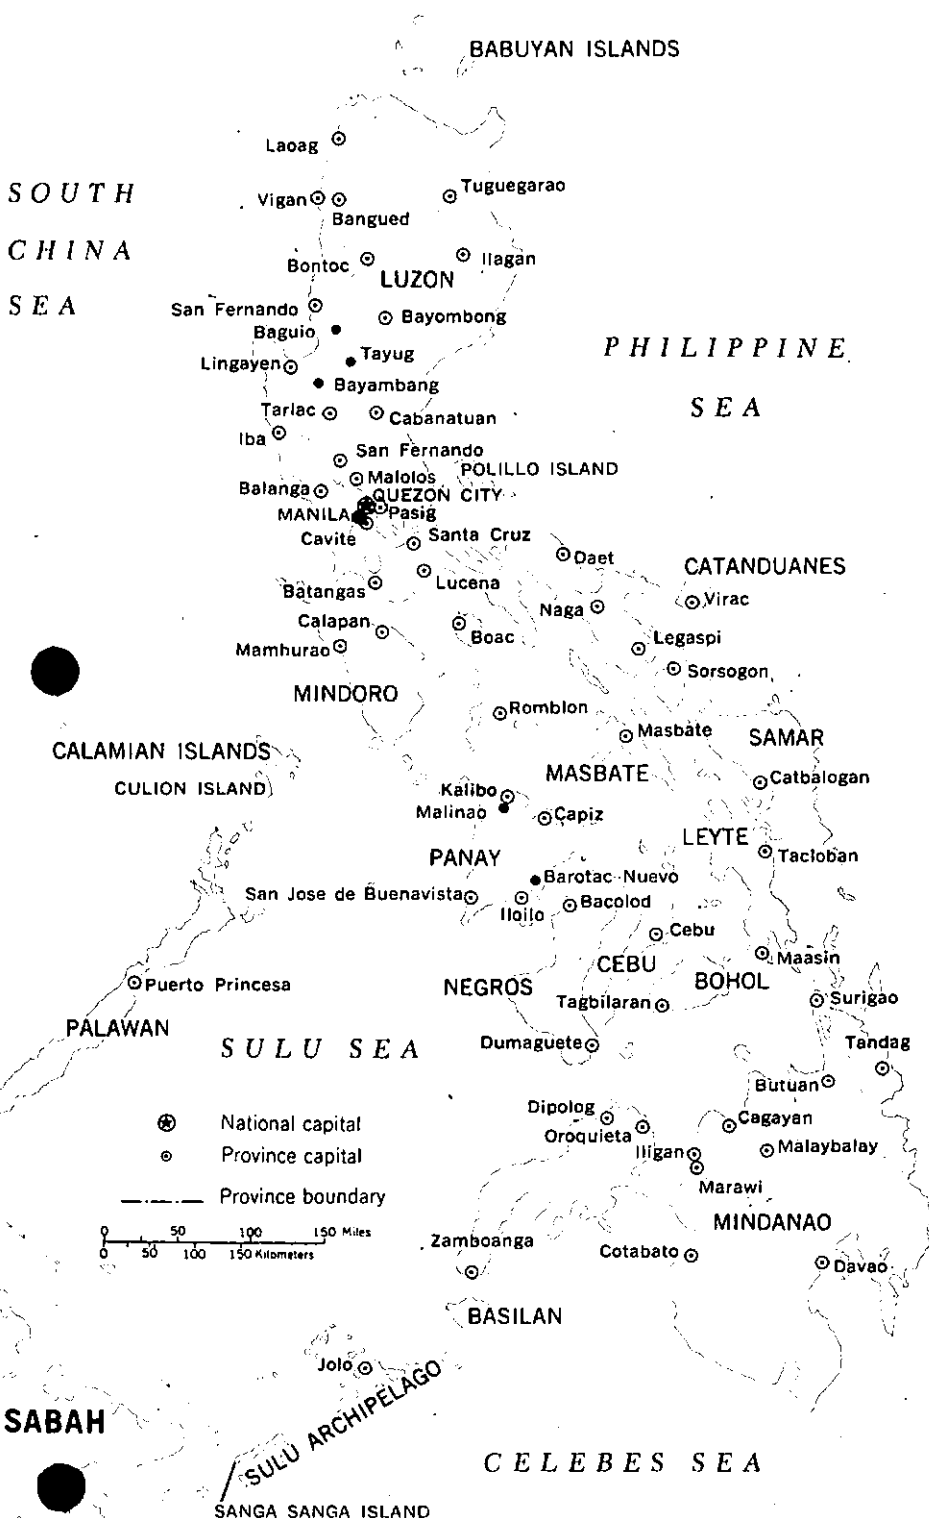 BABUYAN ISLANDS
Laoag
SOUTH
CHINA
SEA
Vigan
Bangued
Tuguegarao
Bontoc
Ilagan
LUZON
San Fernando
Bayombong
Baguio
Tayug
Lingayen
Bayambang
PHILIPPINE
SEA
Tarlac
Cabanatuan
Iba
San Fernando
POLILLO ISLAND
Malolos
Balanga
QUEZON CITY
MANILA
Pasig
Cavite
Santa Cruz
Daet
CATANDUANES
Batangas
Lucena
Virac
Naga
Calapan
Boac
Legaspi
Mamhurao
Sorsogon
MINDORO
Romblon
Masbate
SAMAR
CALAMIAN ISLANDS
MASBATE
CULION ISLAND
Catbalogan
Kalibo
Malinao
Capiz
LEYTE
PANAY
Tacloban
Barotac Nuevo
San Jose de Buenavista
Iloilo
Bacolod
Cebu
Maasin
CEBU
BOHOL
NEGROS
Puerto Princesa
Tagbilaran
Surigao
PALAWAN
SULU SEA
Dumaguete
Tandag
Butuan
Dipolog
Cagayan
Oroquieta
Iligan
Malaybalay
Marawi
National capital
Province capital
Province boundary
0 50 100 150 Miles
0 50 100 150 Kilometers
MINDANAO
Zamboanga
Cotabato
Davao
BASILAN
Jolo
SULU ARCHIPELAGO
SABAH
CELEBES SEA
SANGA SANGA ISLAND